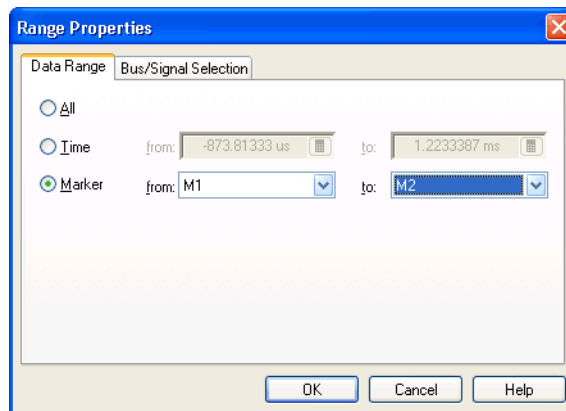 Range Properties
Data Range Bus/Signal Selection
All
Time from: -873.81333 us to: 1.2233387 ms
Marker from: M1 to: M2
OK Cancel Help